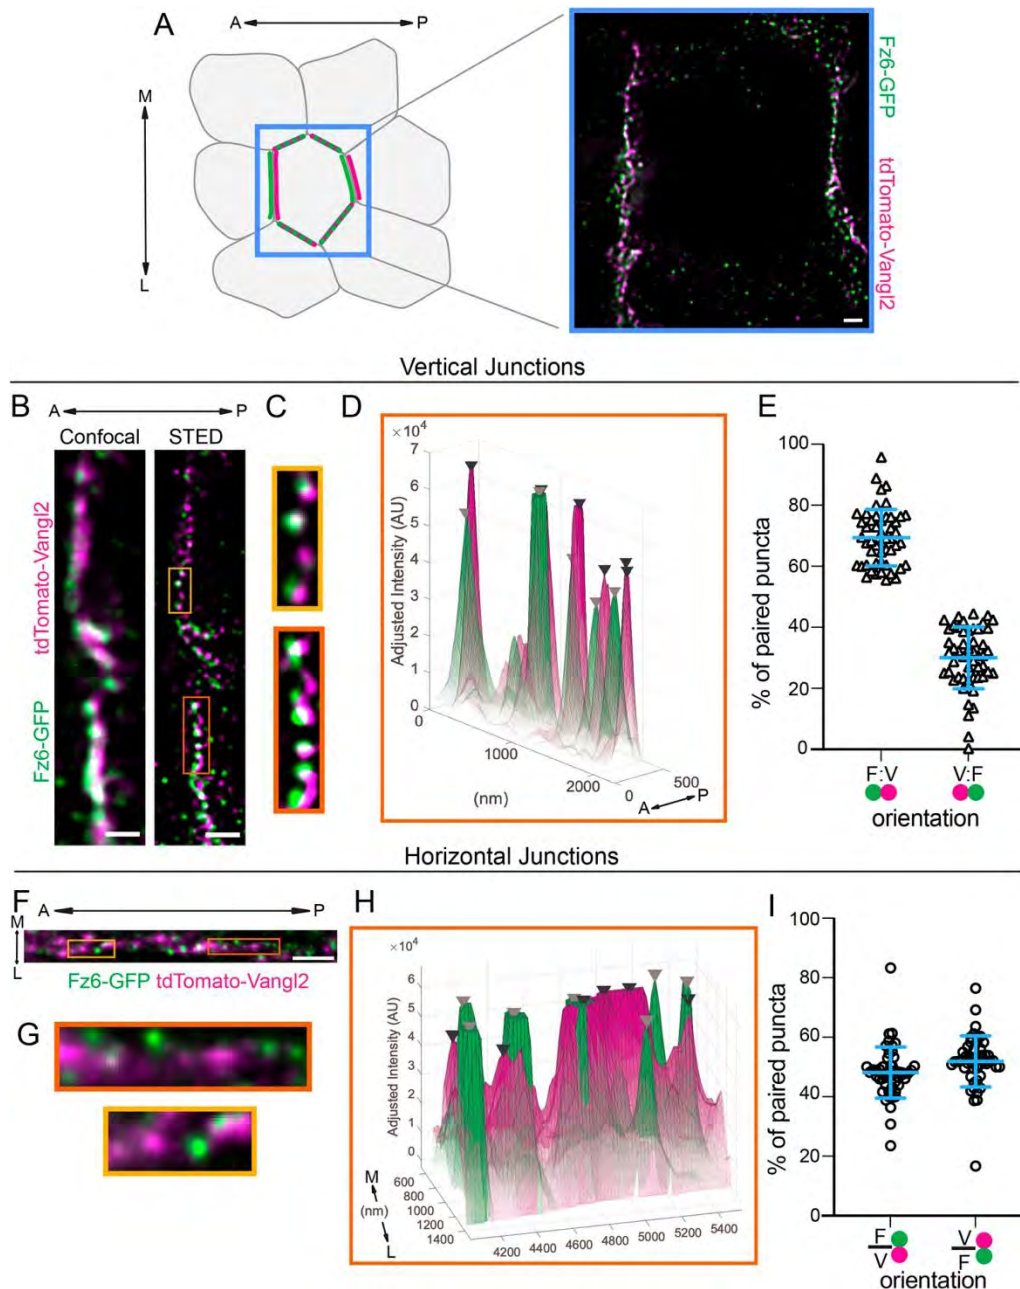 A
A P
M
L
Fz6-GFP tdTomato-Vangl2
Vertical Junctions
B
A P
Confocal STED
Fz6-GFP tdTomato-Vangl2
C
D
×10⁴
7
6
5
4
3
2
1
0
Adjusted Intensity (AU)
0
1000
2000
(nm)
0
500
A P
E
100
80
60
40
20
0
% of paired puncta
F:V V:F
orientation
Horizontal Junctions
F
A P
M
L
Fz6-GFP tdTomato-Vangl2
G
H
×10⁴
6
5
4
3
2
1
0
Adjusted Intensity (AU)
M
(nm)
L
600
800
1000
1200
1400
4200 4400 4600 4800 5000 5200 5400
I
100
80
60
40
20
0
% of paired puncta
F V
V F
orientation